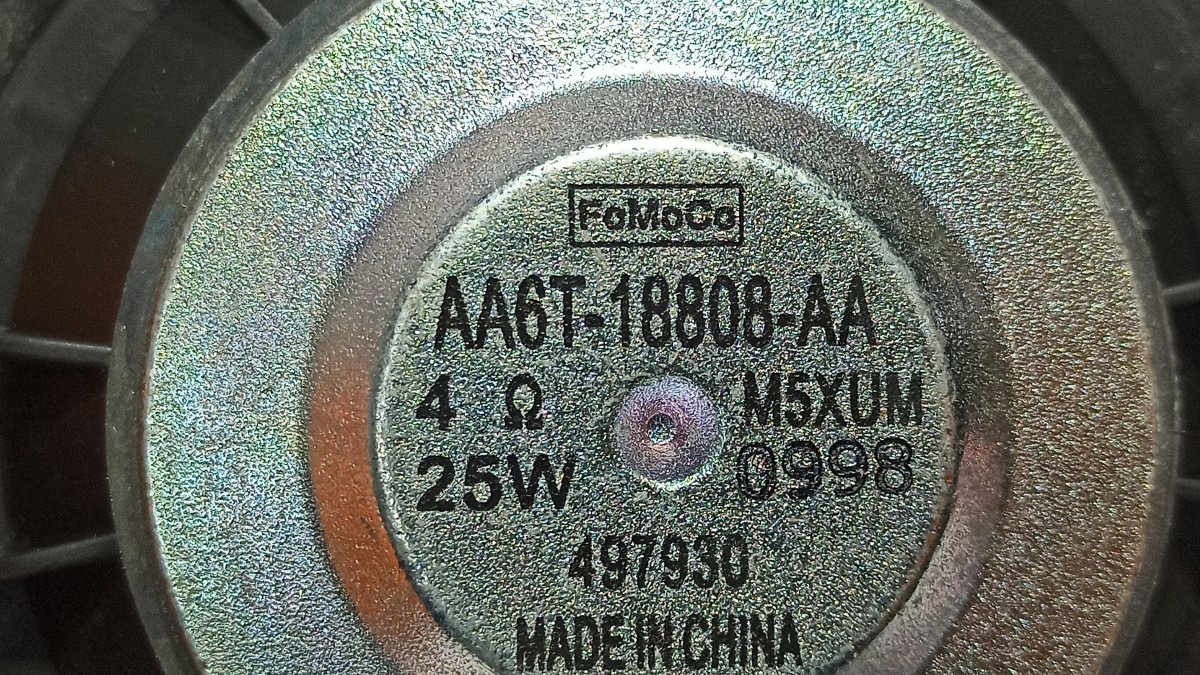 FoMoCo
AA6T-18808-AA
4 Ω M5XUM
25W 0998
497930
MADE IN CHINA